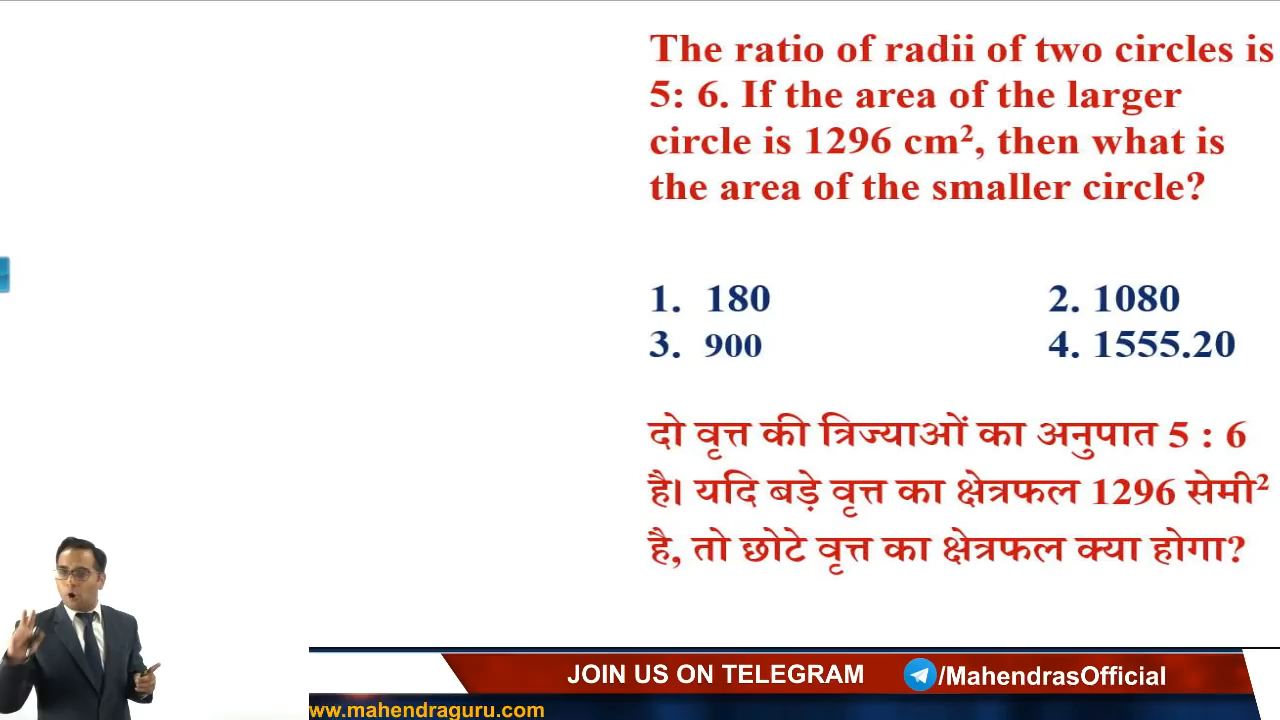 The ratio of radii of two circles is
5: 6. If the area of the larger
circle is 1296 cm², then what is
the area of the smaller circle?
1. 180 2. 1080
3. 900 4. 1555.20
दो वृत्त की त्रिज्याओं का अनुपात 5 : 6
है। यदि बड़े वृत्त का क्षेत्रफल 1296 सेमी²
है, तो छोटे वृत्त का क्षेत्रफल क्या होगा?
JOIN US ON TELEGRAM /MahendrasOfficial
www.mahendraguru.com